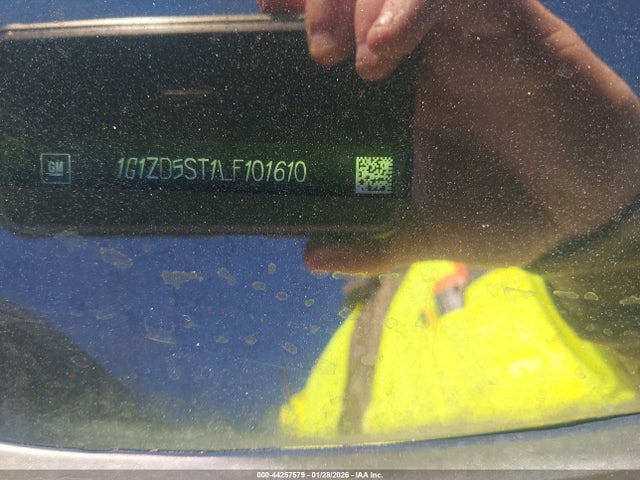 GM 1G1ZD5ST1LF101610
000-44257579 - 01/28/2026 - IAA Inc.